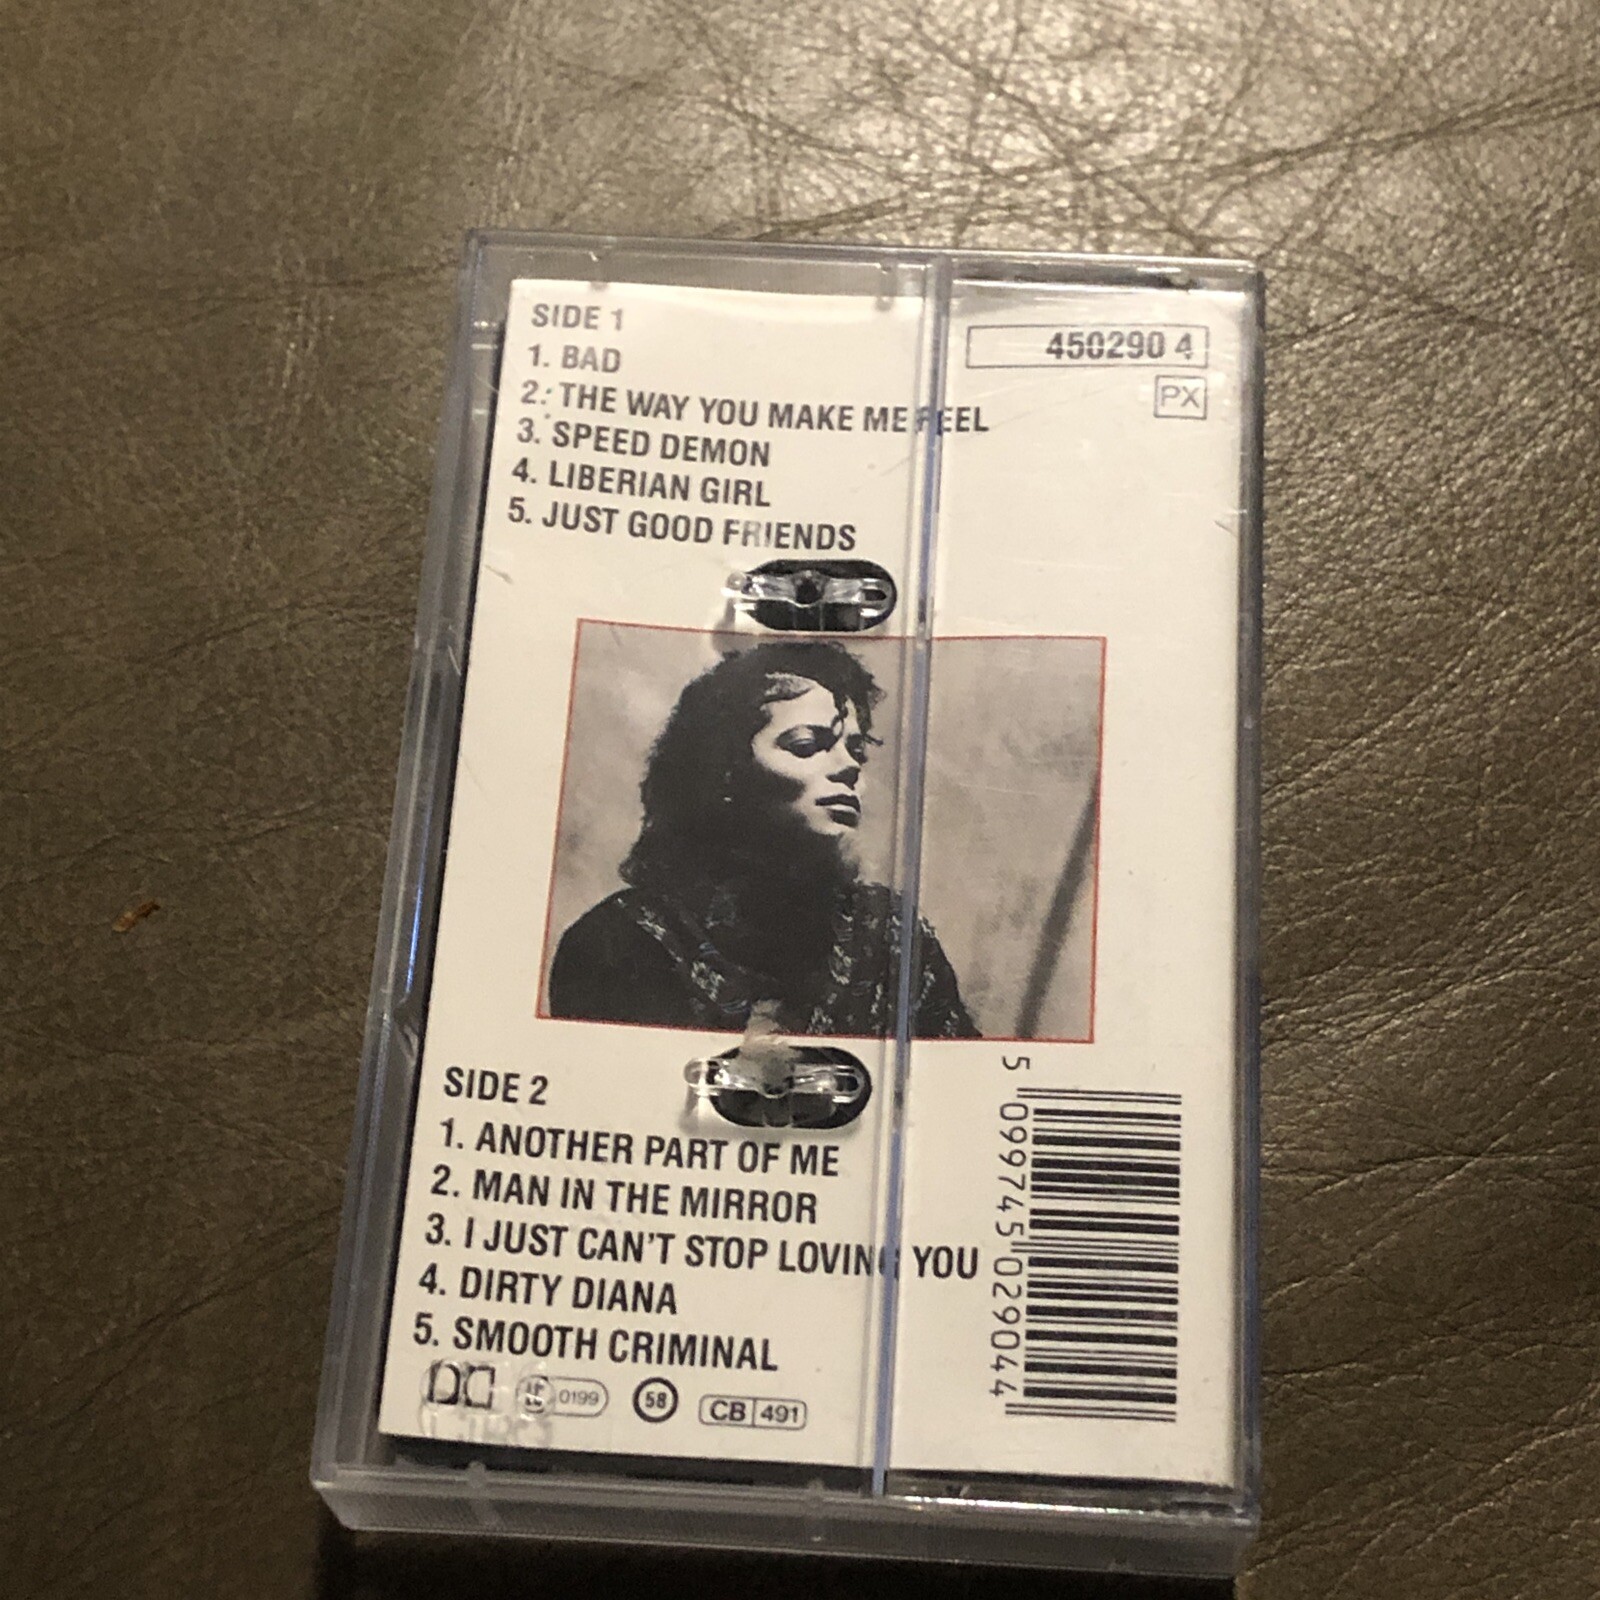 SIDE 1
1. BAD
2. THE WAY YOU MAKE ME FEEL
3. SPEED DEMON
4. LIBERIAN GIRL
5. JUST GOOD FRIENDS
450290 4
PX
SIDE 2
1. ANOTHER PART OF ME
2. MAN IN THE MIRROR
3. I JUST CAN'T STOP LOVING YOU
4. DIRTY DIANA
5. SMOOTH CRIMINAL
0199
58
CB 491
5 099745 029044